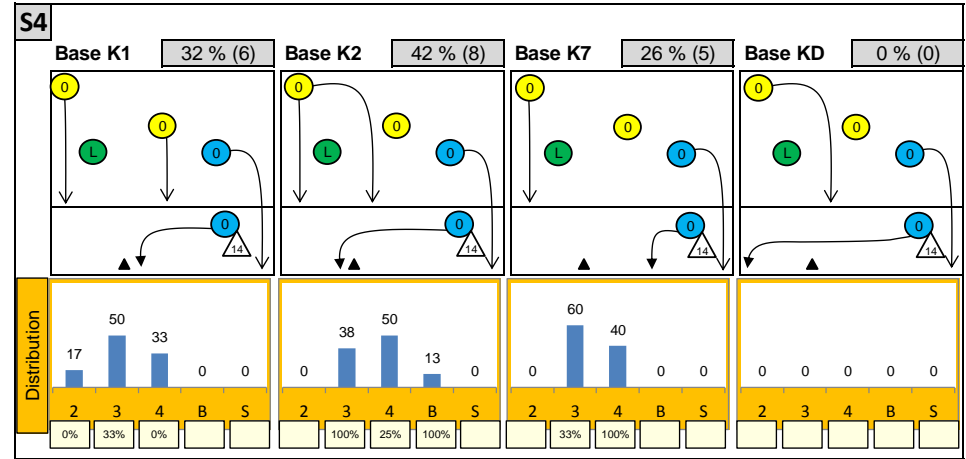 S4
Base K1 32 % (6) Base K2 42 % (8) Base K7 26 % (5) Base KD 0 % (0)
0 0 0 0
0 0 0 0
L 0 L 0 L 0 L 0
0 0 0 0
14 14 14 14
Distribution
17 50 33 0 0 0 38 50 13 0 0 60 40 0 0 0 0 0 0 0
2 3 4 B S 2 3 4 B S 2 3 4 B S 2 3 4 B S
0% 33% 0% 100% 25% 100% 33% 100%